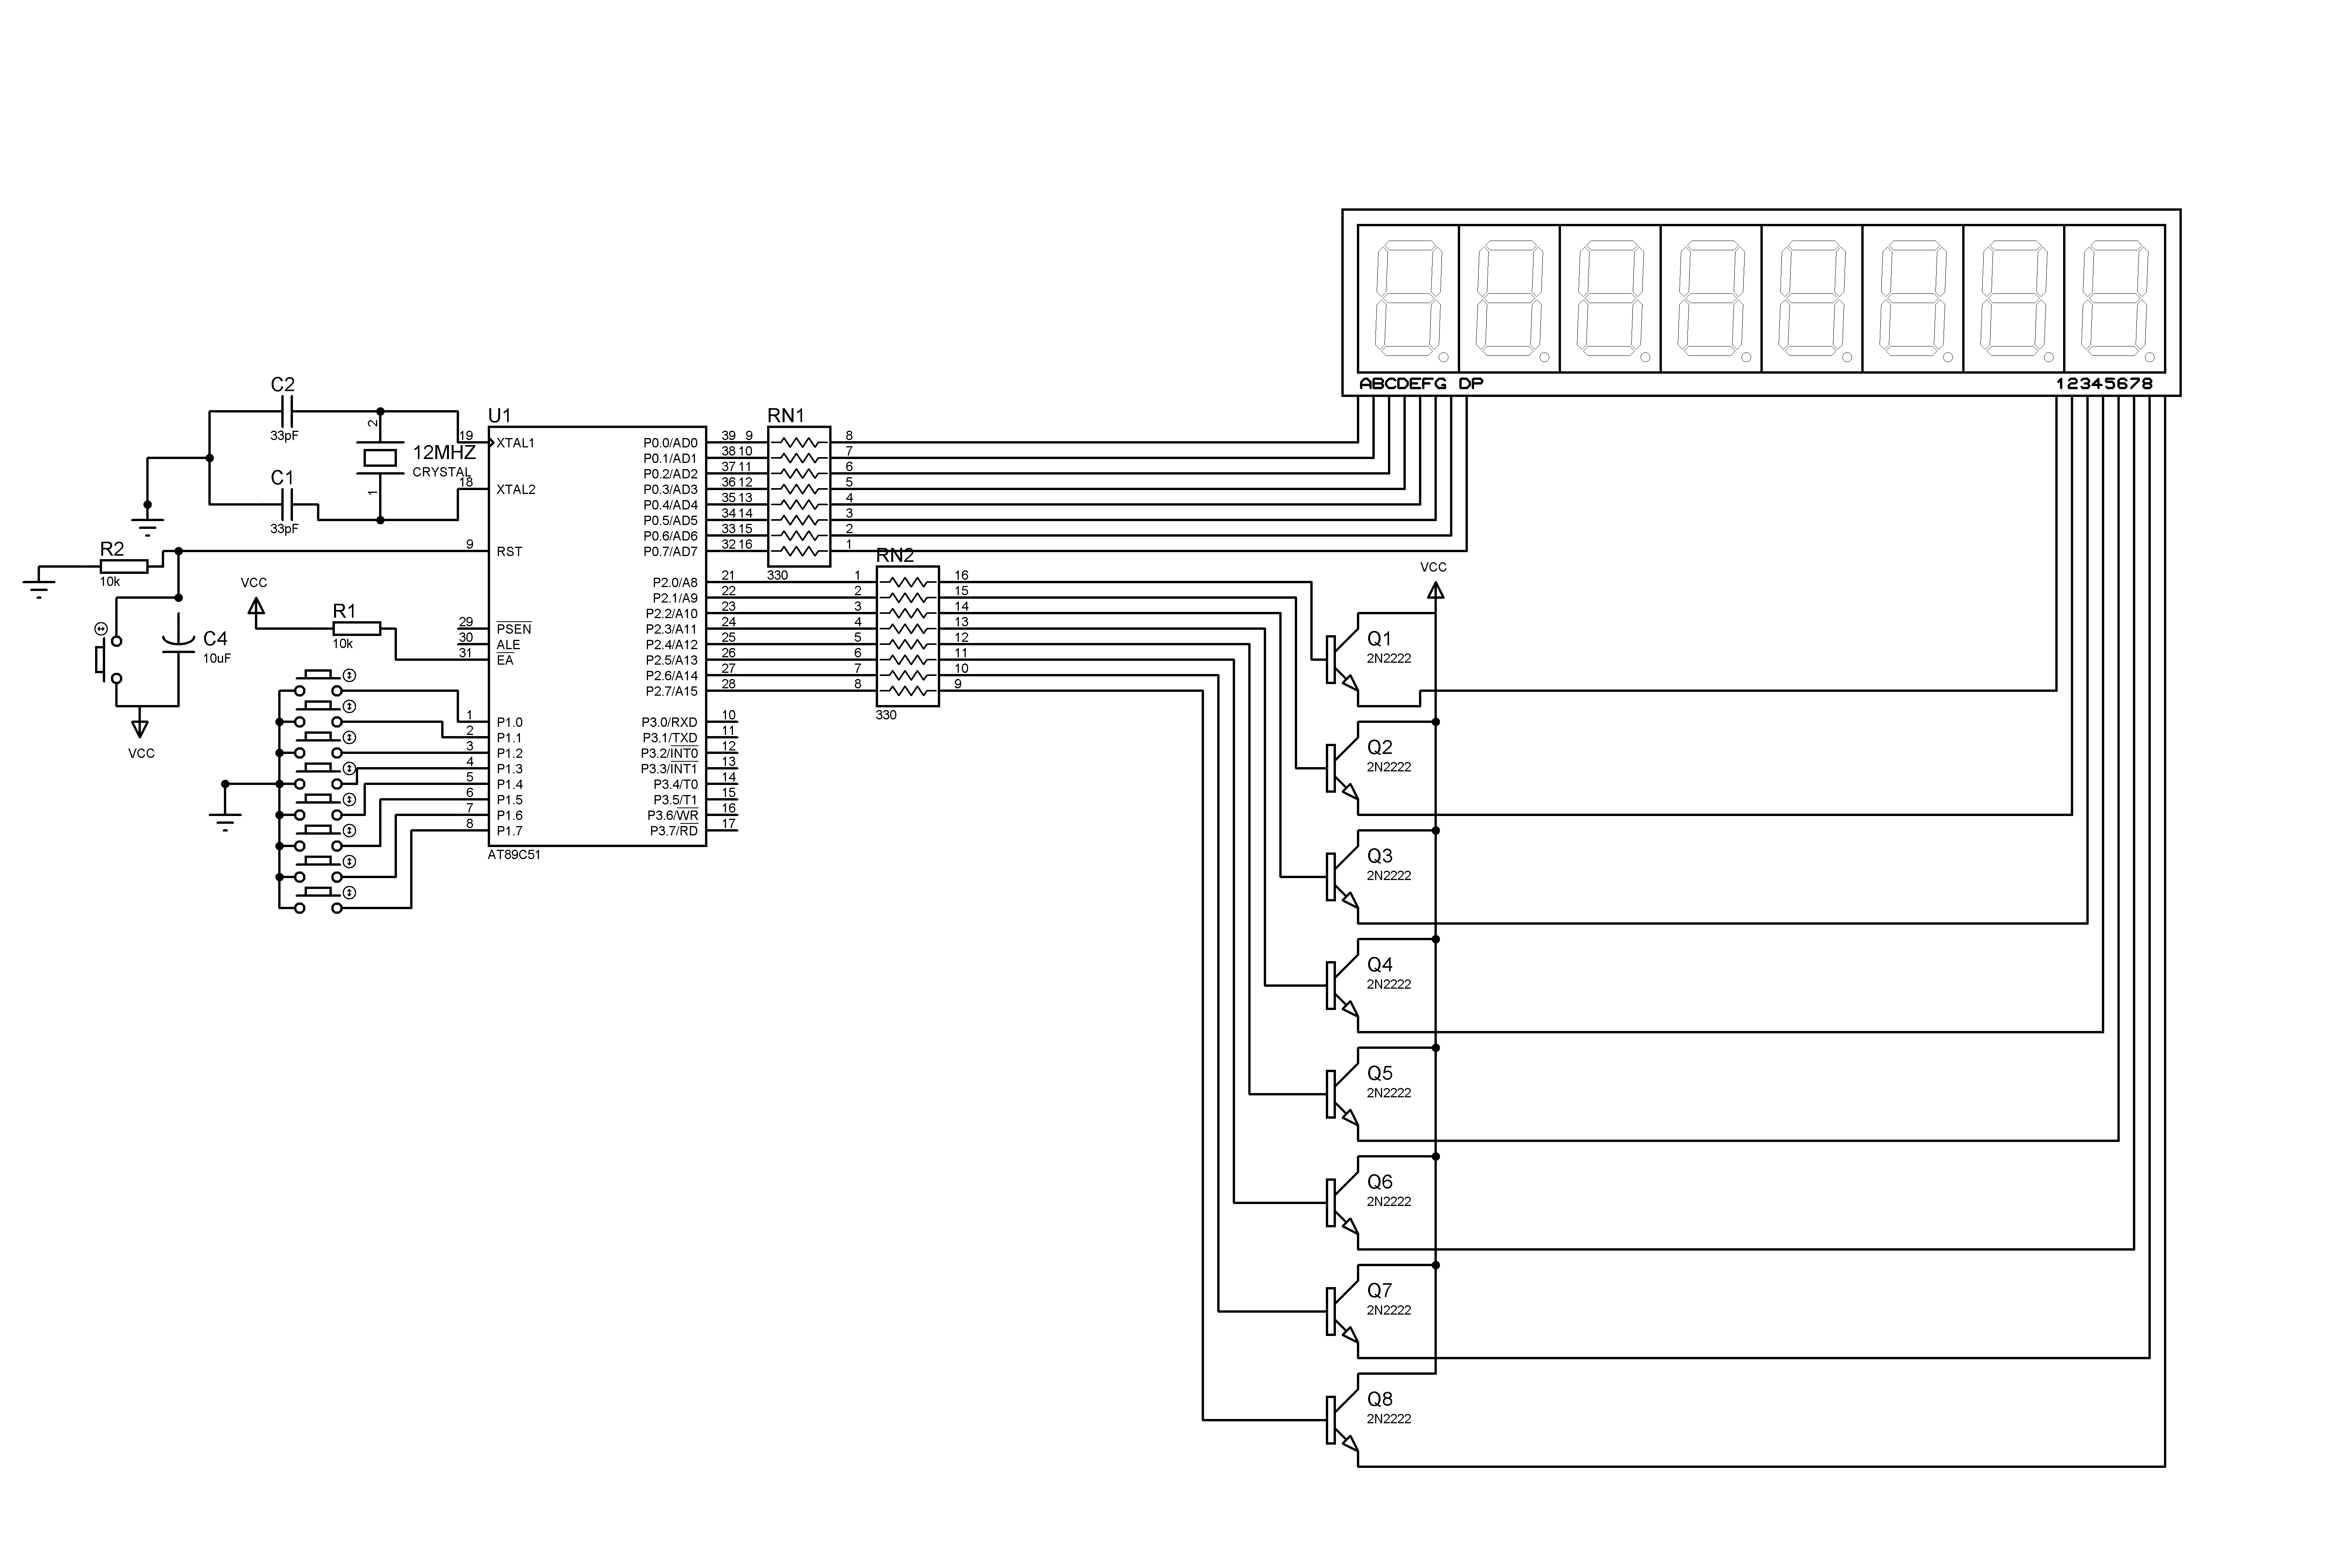 ABCDEFG DP
12345678
C2
33pF
2
1
12MHZ
CRYSTAL
C1
33pF
R2
10k
C4
10uF
VCC
VCC
R1
10k
U1
19 XTAL1
18 XTAL2
9 RST
29 PSEN
30 ALE
31 EA
1 P1.0
2 P1.1
3 P1.2
4 P1.3
5 P1.4
6 P1.5
7 P1.6
8 P1.7
AT89C51
P0.0/AD0 39
P0.1/AD1 38
P0.2/AD2 37
P0.3/AD3 36
P0.4/AD4 35
P0.5/AD5 34
P0.6/AD6 33
P0.7/AD7 32
P2.0/A8 21
P2.1/A9 22
P2.2/A10 23
P2.3/A11 24
P2.4/A12 25
P2.5/A13 26
P2.6/A14 27
P2.7/A15 28
P3.0/RXD 10
P3.1/TXD 11
P3.2/INT0 12
P3.3/INT1 13
P3.4/T0 14
P3.5/T1 15
P3.6/WR 16
P3.7/RD 17
RN1
9 8
10 7
11 6
12 5
13 4
14 3
15 2
16 1
330
RN2
1 16
2 15
3 14
4 13
5 12
6 11
7 10
8 9
330
VCC
Q1
2N2222
Q2
2N2222
Q3
2N2222
Q4
2N2222
Q5
2N2222
Q6
2N2222
Q7
2N2222
Q8
2N2222